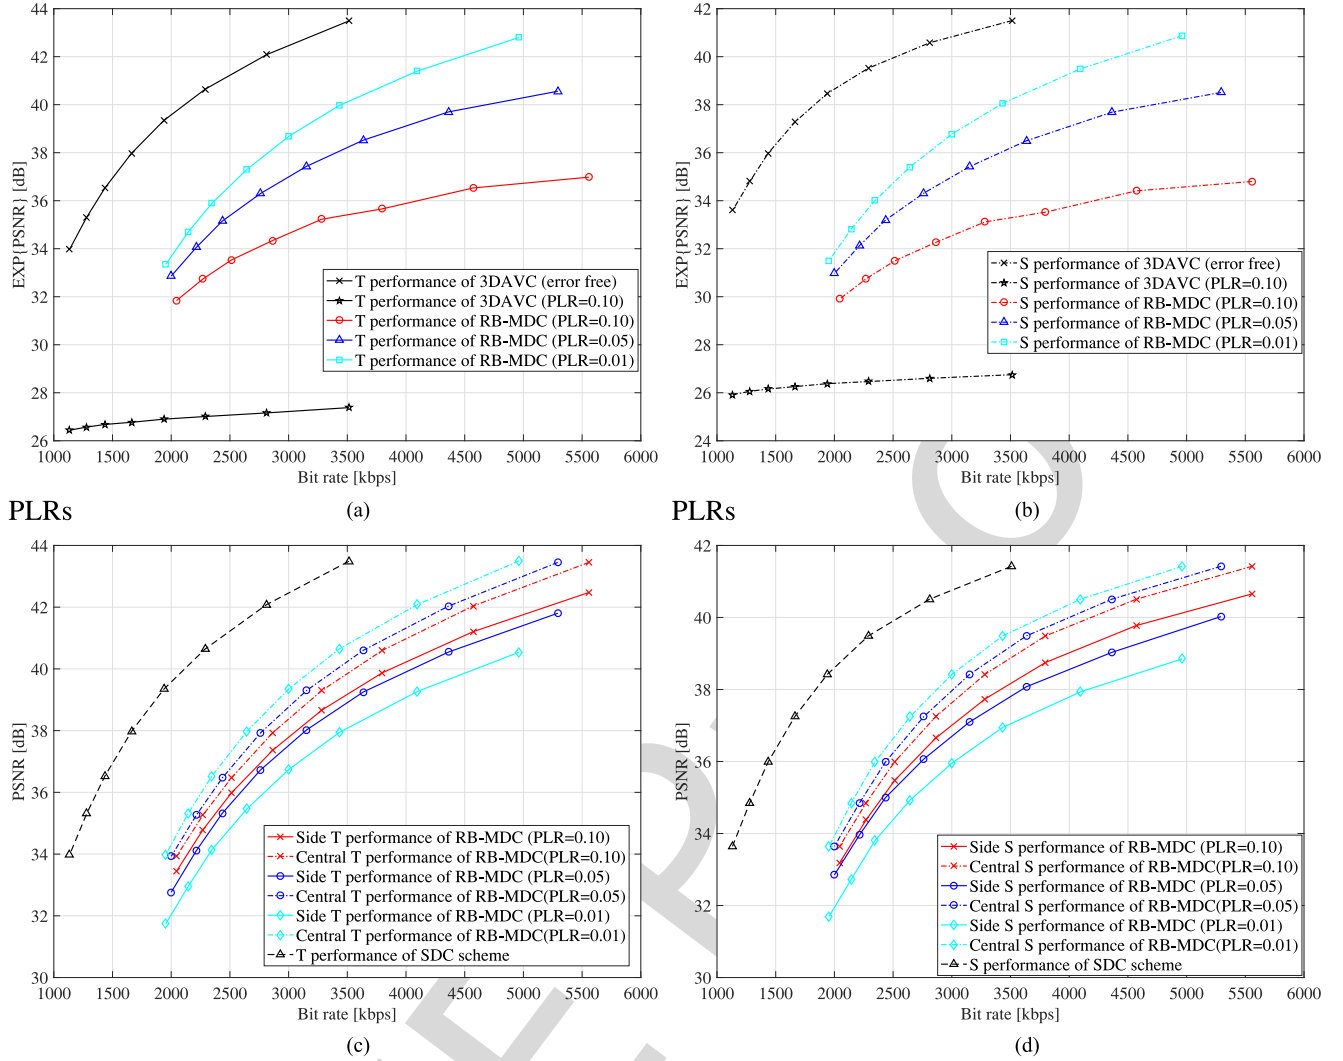 44
42
40
38
36
34
32
30
28
26
EXP{PSNR} [dB]
T performance of 3DAVC (error free)
T performance of 3DAVC (PLR=0.10)
T performance of RB-MDC (PLR=0.10)
T performance of RB-MDC (PLR=0.05)
T performance of RB-MDC (PLR=0.01)
1000 1500 2000 2500 3000 3500 4000 4500 5000 5500 6000
Bit rate [kbps]
(a)
42
40
38
36
34
32
30
28
26
24
EXP{PSNR} [dB]
S performance of 3DAVC (error free)
S performance of 3DAVC (PLR=0.10)
S performance of RB-MDC (PLR=0.10)
S performance of RB-MDC (PLR=0.05)
S performance of RB-MDC (PLR=0.01)
1000 1500 2000 2500 3000 3500 4000 4500 5000 5500 6000
Bit rate [kbps]
(b)
PLRs
PLRs
44
42
40
38
36
34
32
30
PSNR [dB]
Side T performance of RB-MDC (PLR=0.10)
Central T performance of RB-MDC(PLR=0.10)
Side T performance of RB-MDC (PLR=0.05)
Central T performance of RB-MDC(PLR=0.05)
Side T performance of RB-MDC (PLR=0.01)
Central T performance of RB-MDC(PLR=0.01)
T performance of SDC scheme
1000 1500 2000 2500 3000 3500 4000 4500 5000 5500 6000
Bit rate [kbps]
(c)
42
40
38
36
34
32
30
PSNR [dB]
Side S performance of RB-MDC (PLR=0.10)
Central S performance of RB-MDC(PLR=0.10)
Side S performance of RB-MDC (PLR=0.05)
Central S performance of RB-MDC(PLR=0.05)
Side S performance of RB-MDC (PLR=0.01)
Central S performance of RB-MDC(PLR=0.01)
S performance of SDC scheme
1000 1500 2000 2500 3000 3500 4000 4500 5000 5500 6000
Bit rate [kbps]
(d)